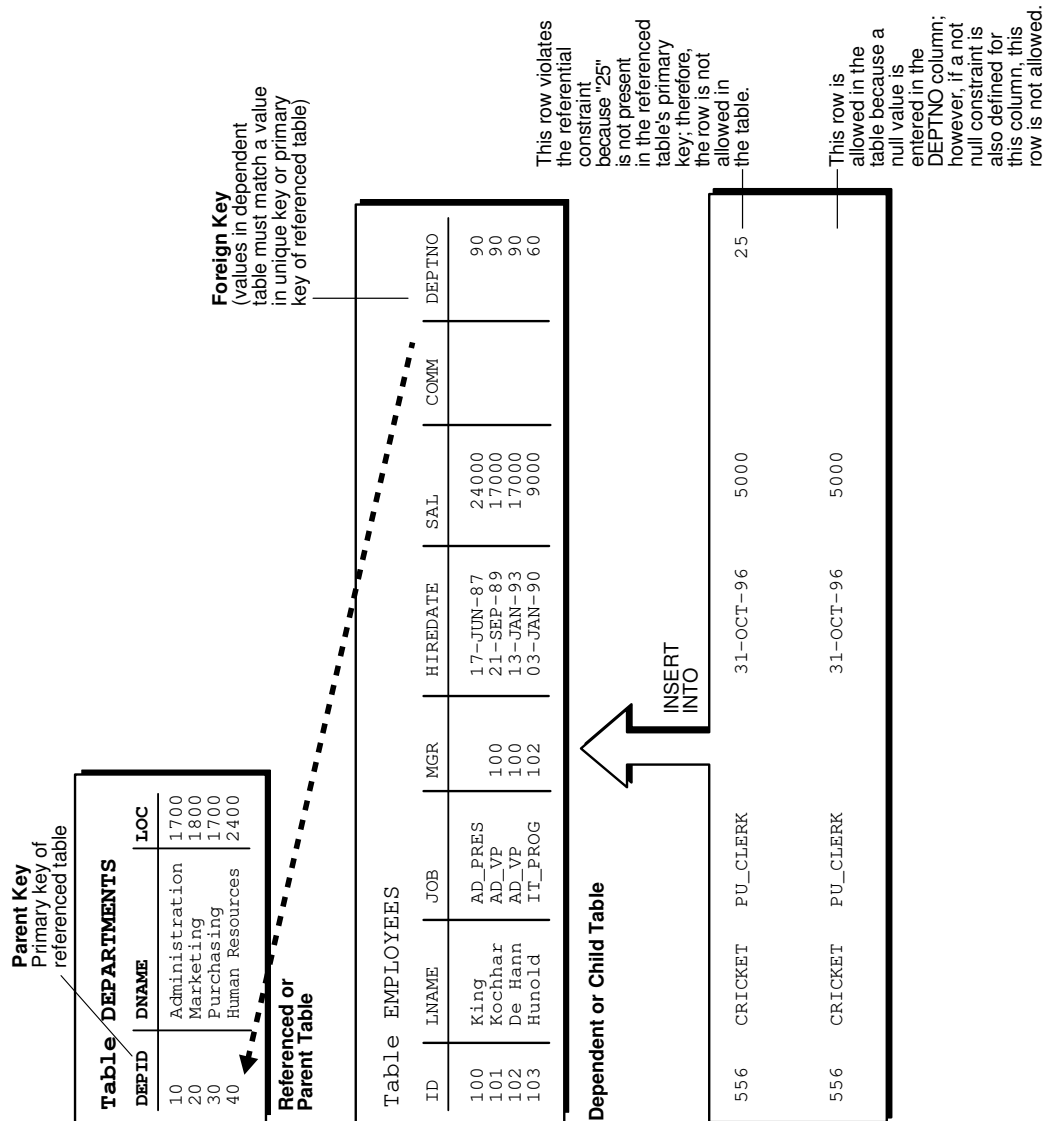 Parent Key
Primary key of
referenced table
Table DEPARTMENTS
DEPID DNAME LOC
10 Administration 1700
20 Marketing 1800
30 Purchasing 1700
40 Human Resources 2400
Referenced or
Parent Table
Foreign Key
(values in dependent
table must match a value
in unique key or primary
key of referenced table)
Table EMPLOYEES
ID LNAME JOB MGR HIREDATE SAL COMM DEPTNO
100 King AD_PRES 17-JUN-87 24000 90
101 Kochhar AD_VP 100 21-SEP-89 17000 90
102 De Hann AD_VP 100 13-JAN-93 17000 90
103 Hunold IT_PROG 102 03-JAN-90 9000 60
Dependent or Child Table
INSERT
INTO
This row violates
the referential
constraint
because "25"
is not present
in the referenced
table's primary
key; therefore,
the row is not
allowed in
the table.
556 CRICKET PU_CLERK 31-OCT-96 5000 25
556 CRICKET PU_CLERK 31-OCT-96 5000
This row is
allowed in the
table because a
null value is
entered in the
DEPTNO column;
however, if a not
null constraint is
also defined for
this column, this
row is not allowed.